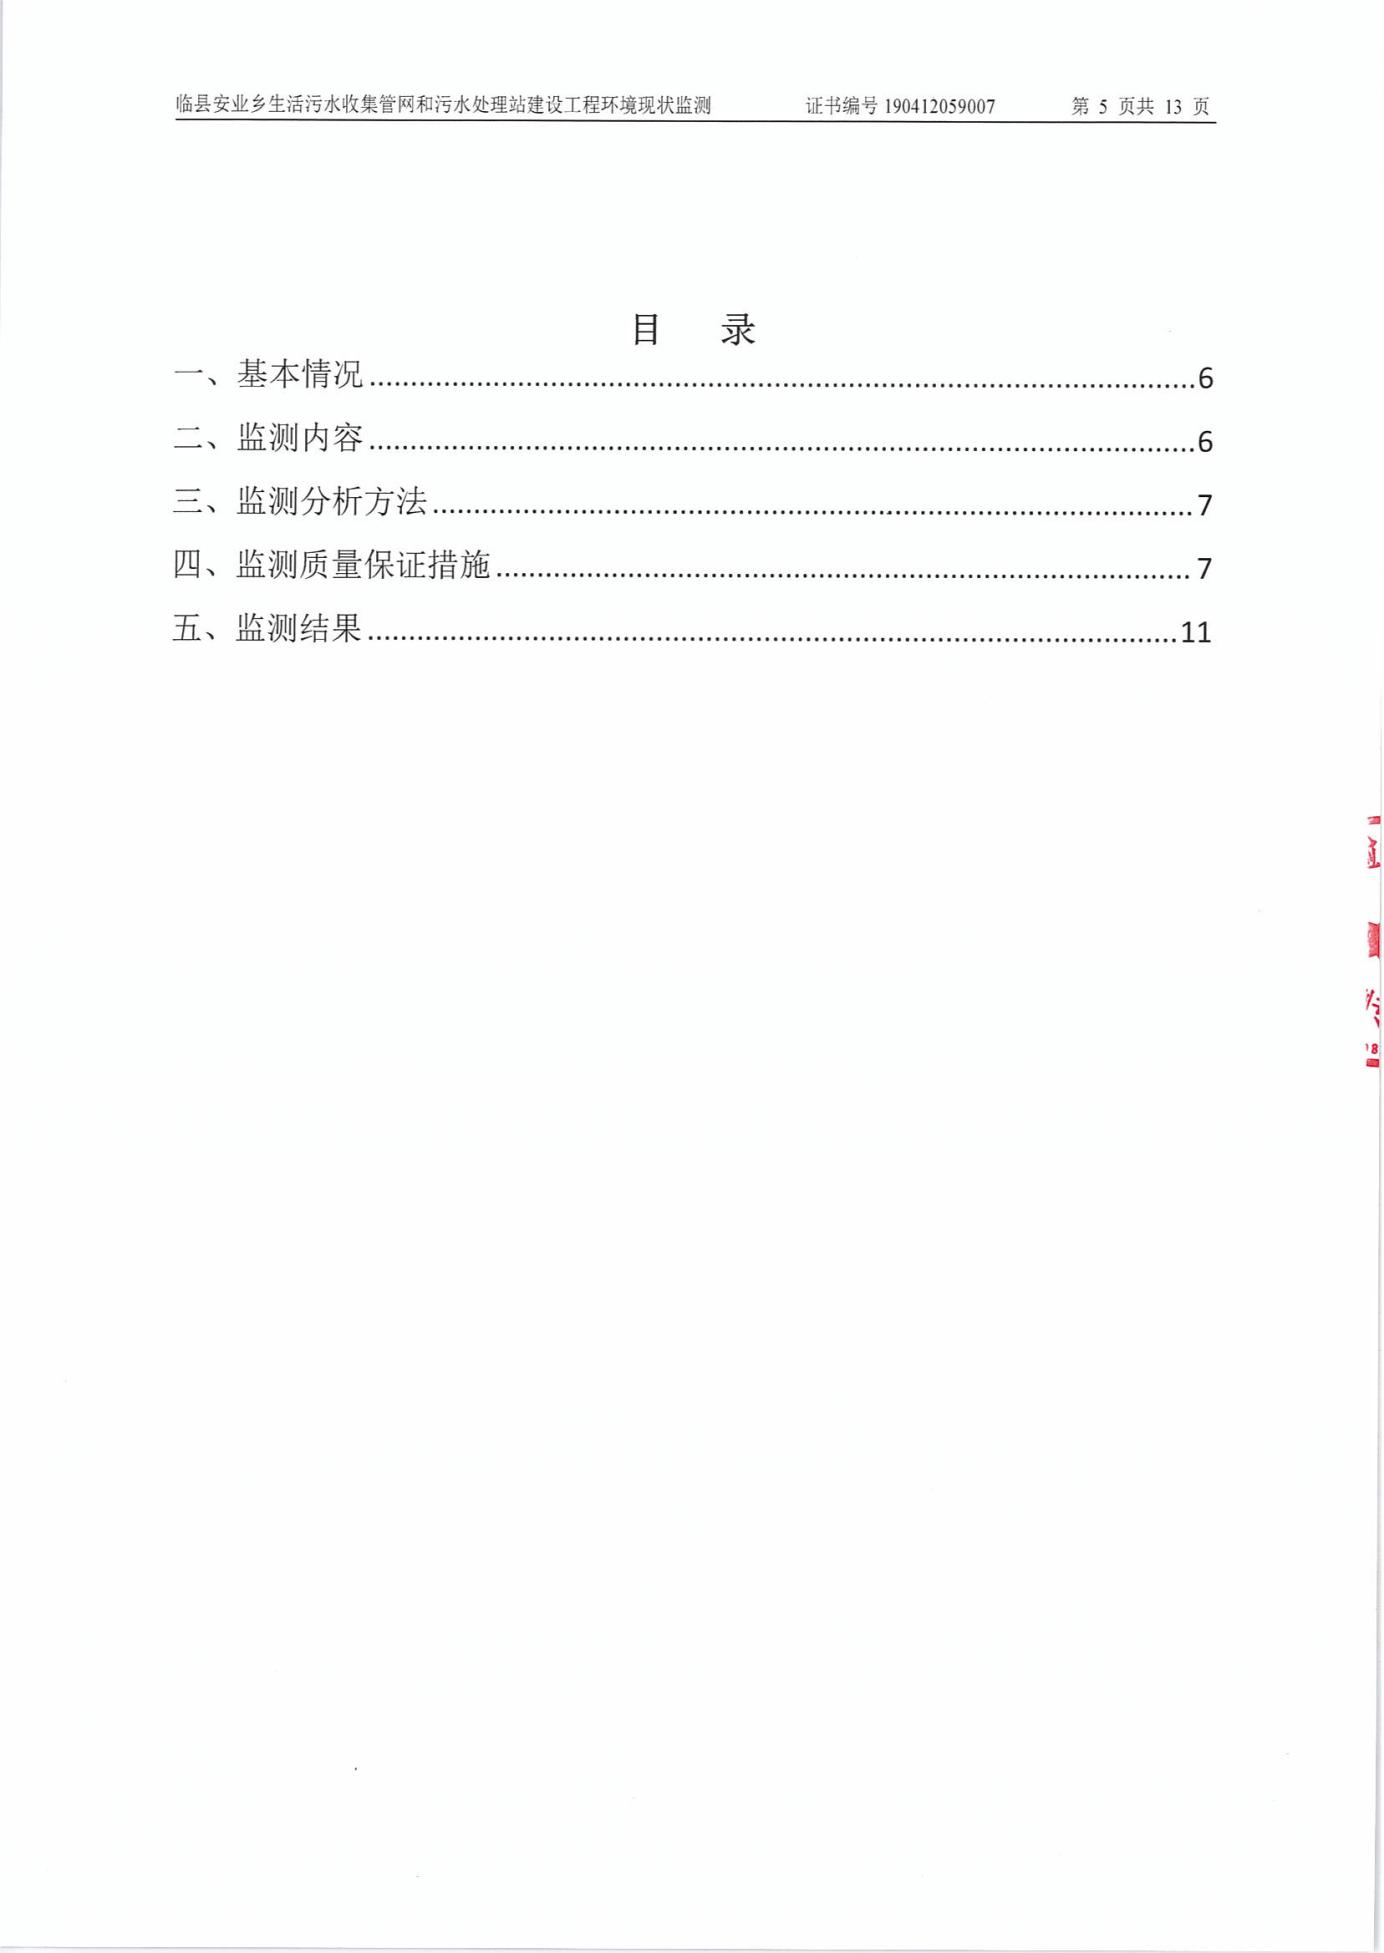 临县安业乡生活污水收集管网和污水处理站建设工程环境现状监测 证书编号 190412059007 第 5 页共 13 页
目 录
一、基本情况........................................6
二、监测内容........................................6
三、监测分析方法........................................7
四、监测质量保证措施........................................7
五、监测结果........................................11